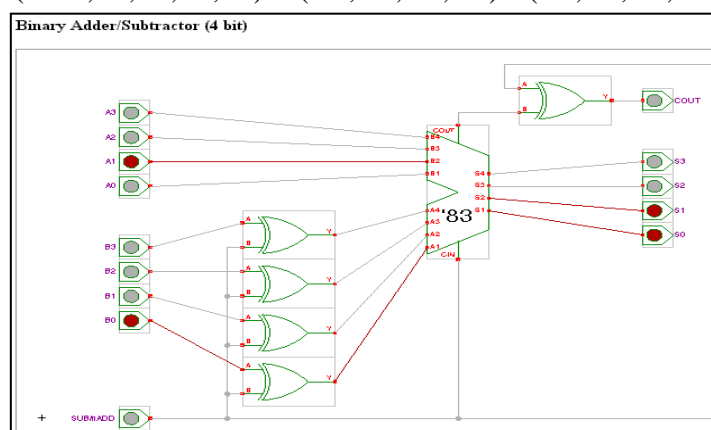 Binary Adder/Subtractor (4 bit)
A
B
Y
COUT
A3
A2
A1
A0
COUT
B4
B3
B2
B1
S4
S3
S2
S1
S3
S2
S1
S0
'83
A4
A3
A2
A1
CIN
B3
B2
B1
B0
A
B
Y
A
B
Y
A
B
Y
A
B
Y
+ SUB/nADD